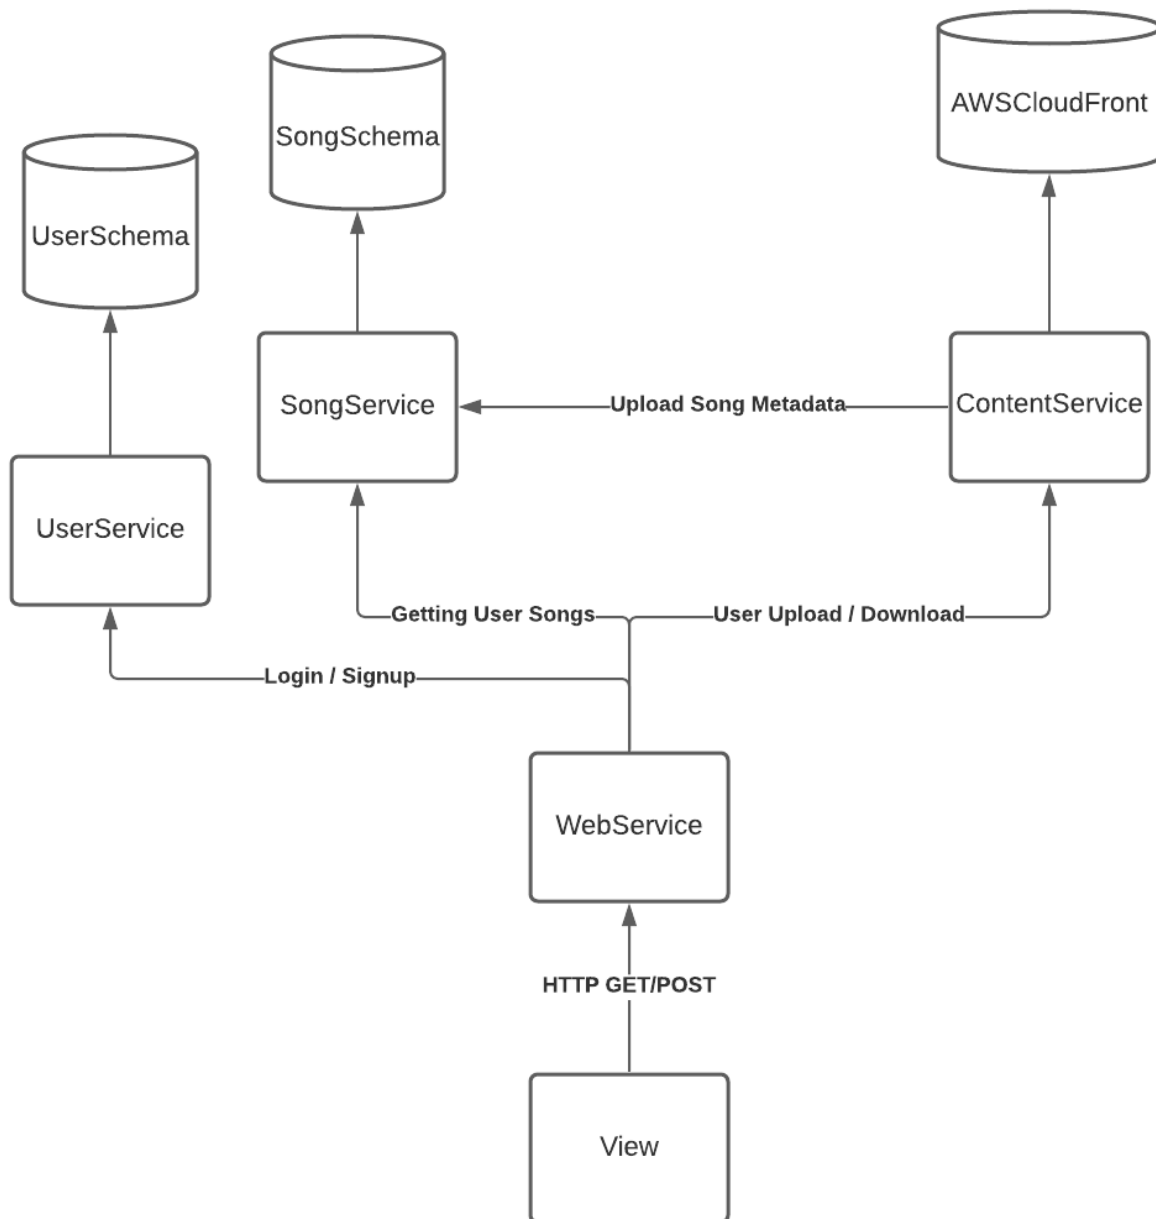 AWSCloudFront
SongSchema
UserSchema
SongService
Upload Song Metadata
ContentService
UserService
Getting User Songs
User Upload / Download
Login / Signup
WebService
HTTP GET/POST
View